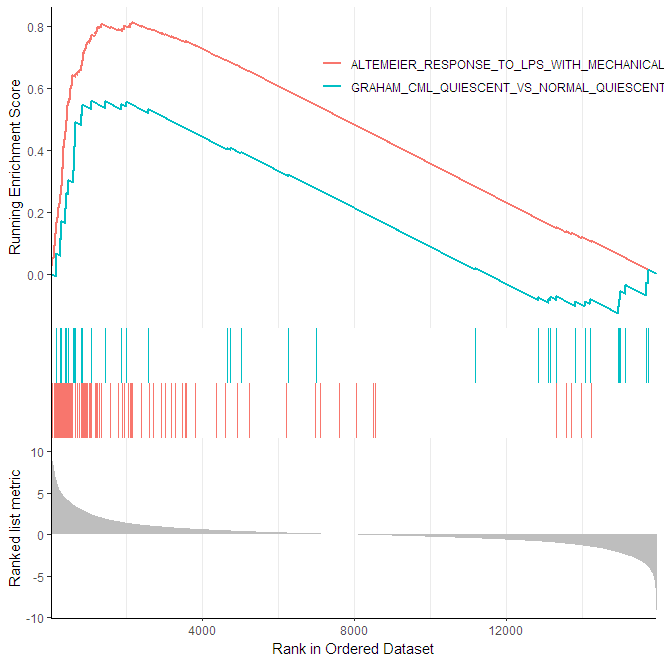 0.8
0.6
0.4
0.2
0.0
Running Enrichment Score
ALTEMEIER_RESPONSE_TO_LPS_WITH_MECHANICAL
GRAHAM_CML_QUIESCENT_VS_NORMAL_QUIESCENT
10
5
0
-5
-10
Ranked list metric
4000 8000 12000
Rank in Ordered Dataset